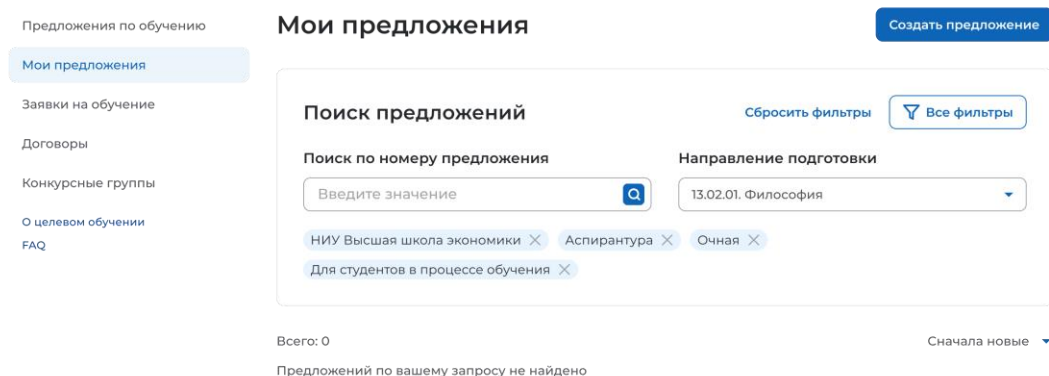 Предложения по обучению
Мои предложения
Заявки на обучение
Договоры
Конкурсные группы
О целевом обучении
FAQ
Мои предложения
Создать предложение
Поиск предложений
Сбросить фильтры
Все фильтры
Поиск по номеру предложения
Направление подготовки
Введите значение
13.02.01. Философия
НИУ Высшая школа экономики
Аспирантура
Очная
Для студентов в процессе обучения
Всего: 0
Сначала новые
Предложений по вашему запросу не найдено